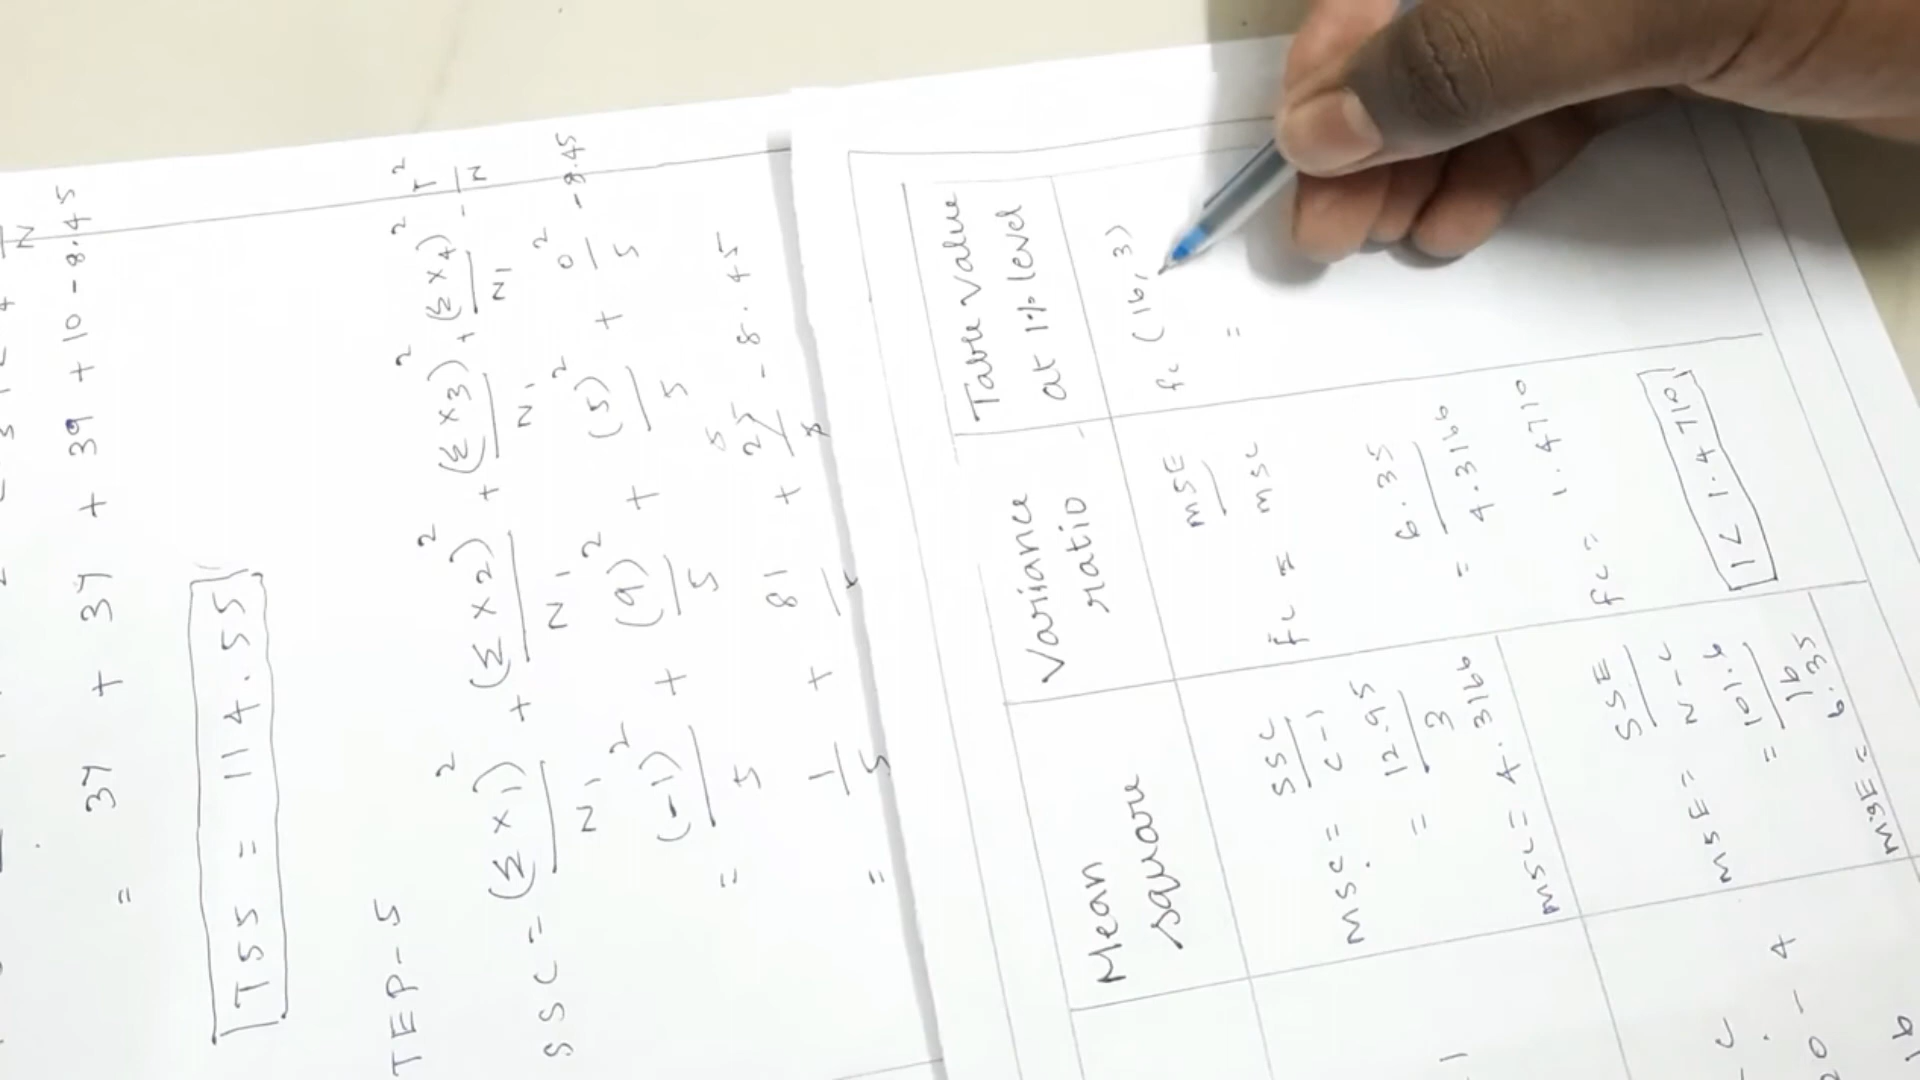 = 37 + 37 + 39 + 10 - 8.45
TSS = 114.55
TEP-5
SSC = (Σx1)² / N1 + (Σx2)² / N1 + (Σx3)² / N1 + (Σx4)² / N1 - T² / N
= (-1)² / 5 + (9)² / 5 + (5)² / 5 + 0² / 5 - 8.45
= 1 / 5 + 81 / 5 + 25 / 5 - 8.45
5
Mean square
Variance ratio
Table value at 1% level
MSC = SSC / C-1
= 12.95 / 3
MSC = 4.3166
MSE = SSE / N-C
= 101.6 / 16
MSE = 6.35
Fc = MSE / MSC
= 6.35 / 4.3166
Fc = 1.4710
1< 1.4710
Fc (16, 3)
=